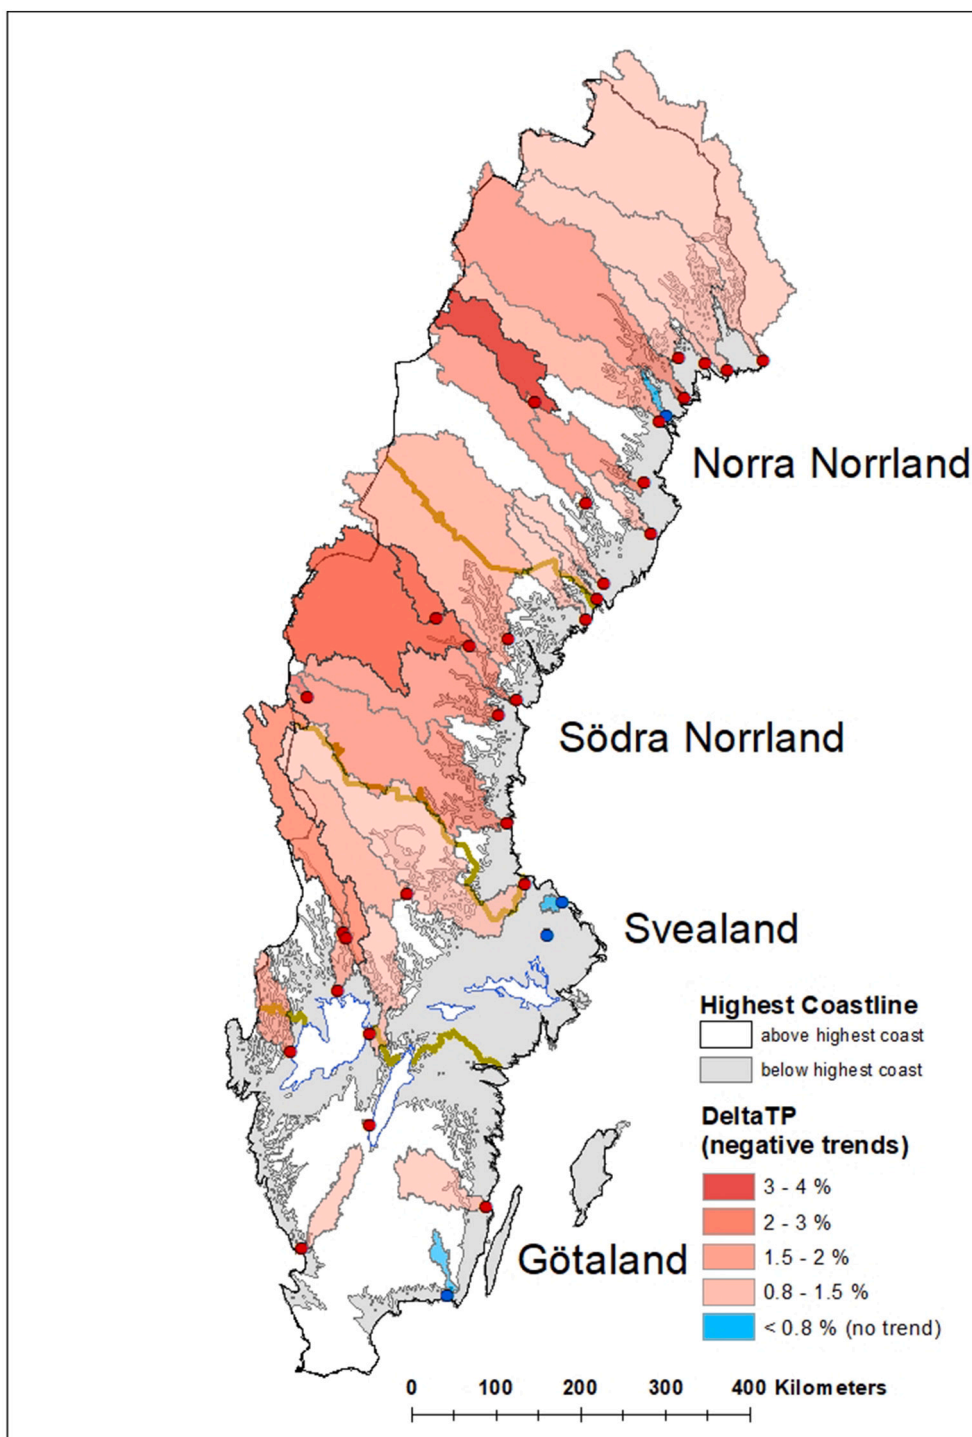 Norra Norrland
Södra Norrland
Svealand
Highest Coastline
above highest coast
below highest coast
DeltaTP
(negative trends)
3 - 4 %
2 - 3 %
1.5 - 2 %
0.8 - 1.5 %
< 0.8 % (no trend)
Götaland
0 100 200 300 400 Kilometers